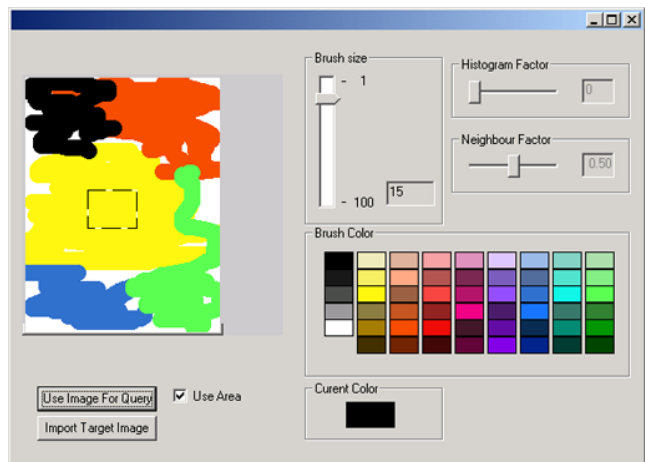 Brush size
1
100
15
Histogram Factor
0
Neighbour Factor
0.50
Brush Color
Curent Color
Use Image For Query
Use Area
Import Target Image